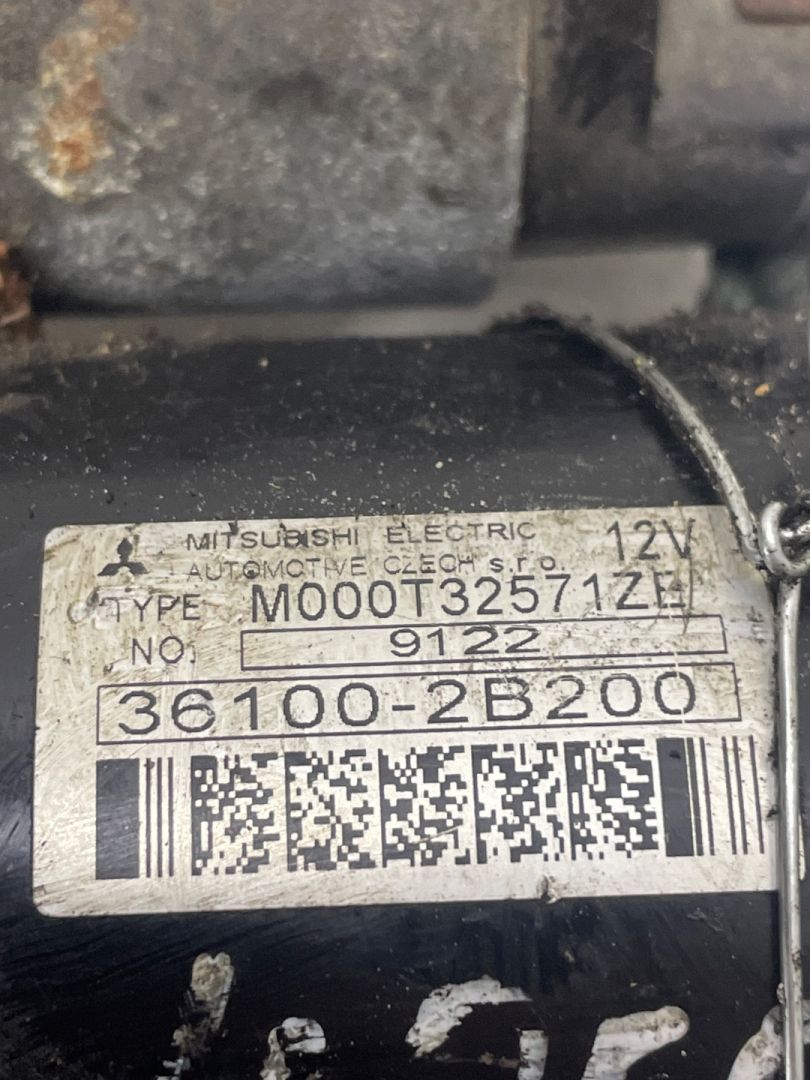 MITSUBISHI ELECTRIC 12V
AUTOMOTIVE CZECH s.r.o.
TYPE M000T32571ZE
NO. 9122
36100-2B200